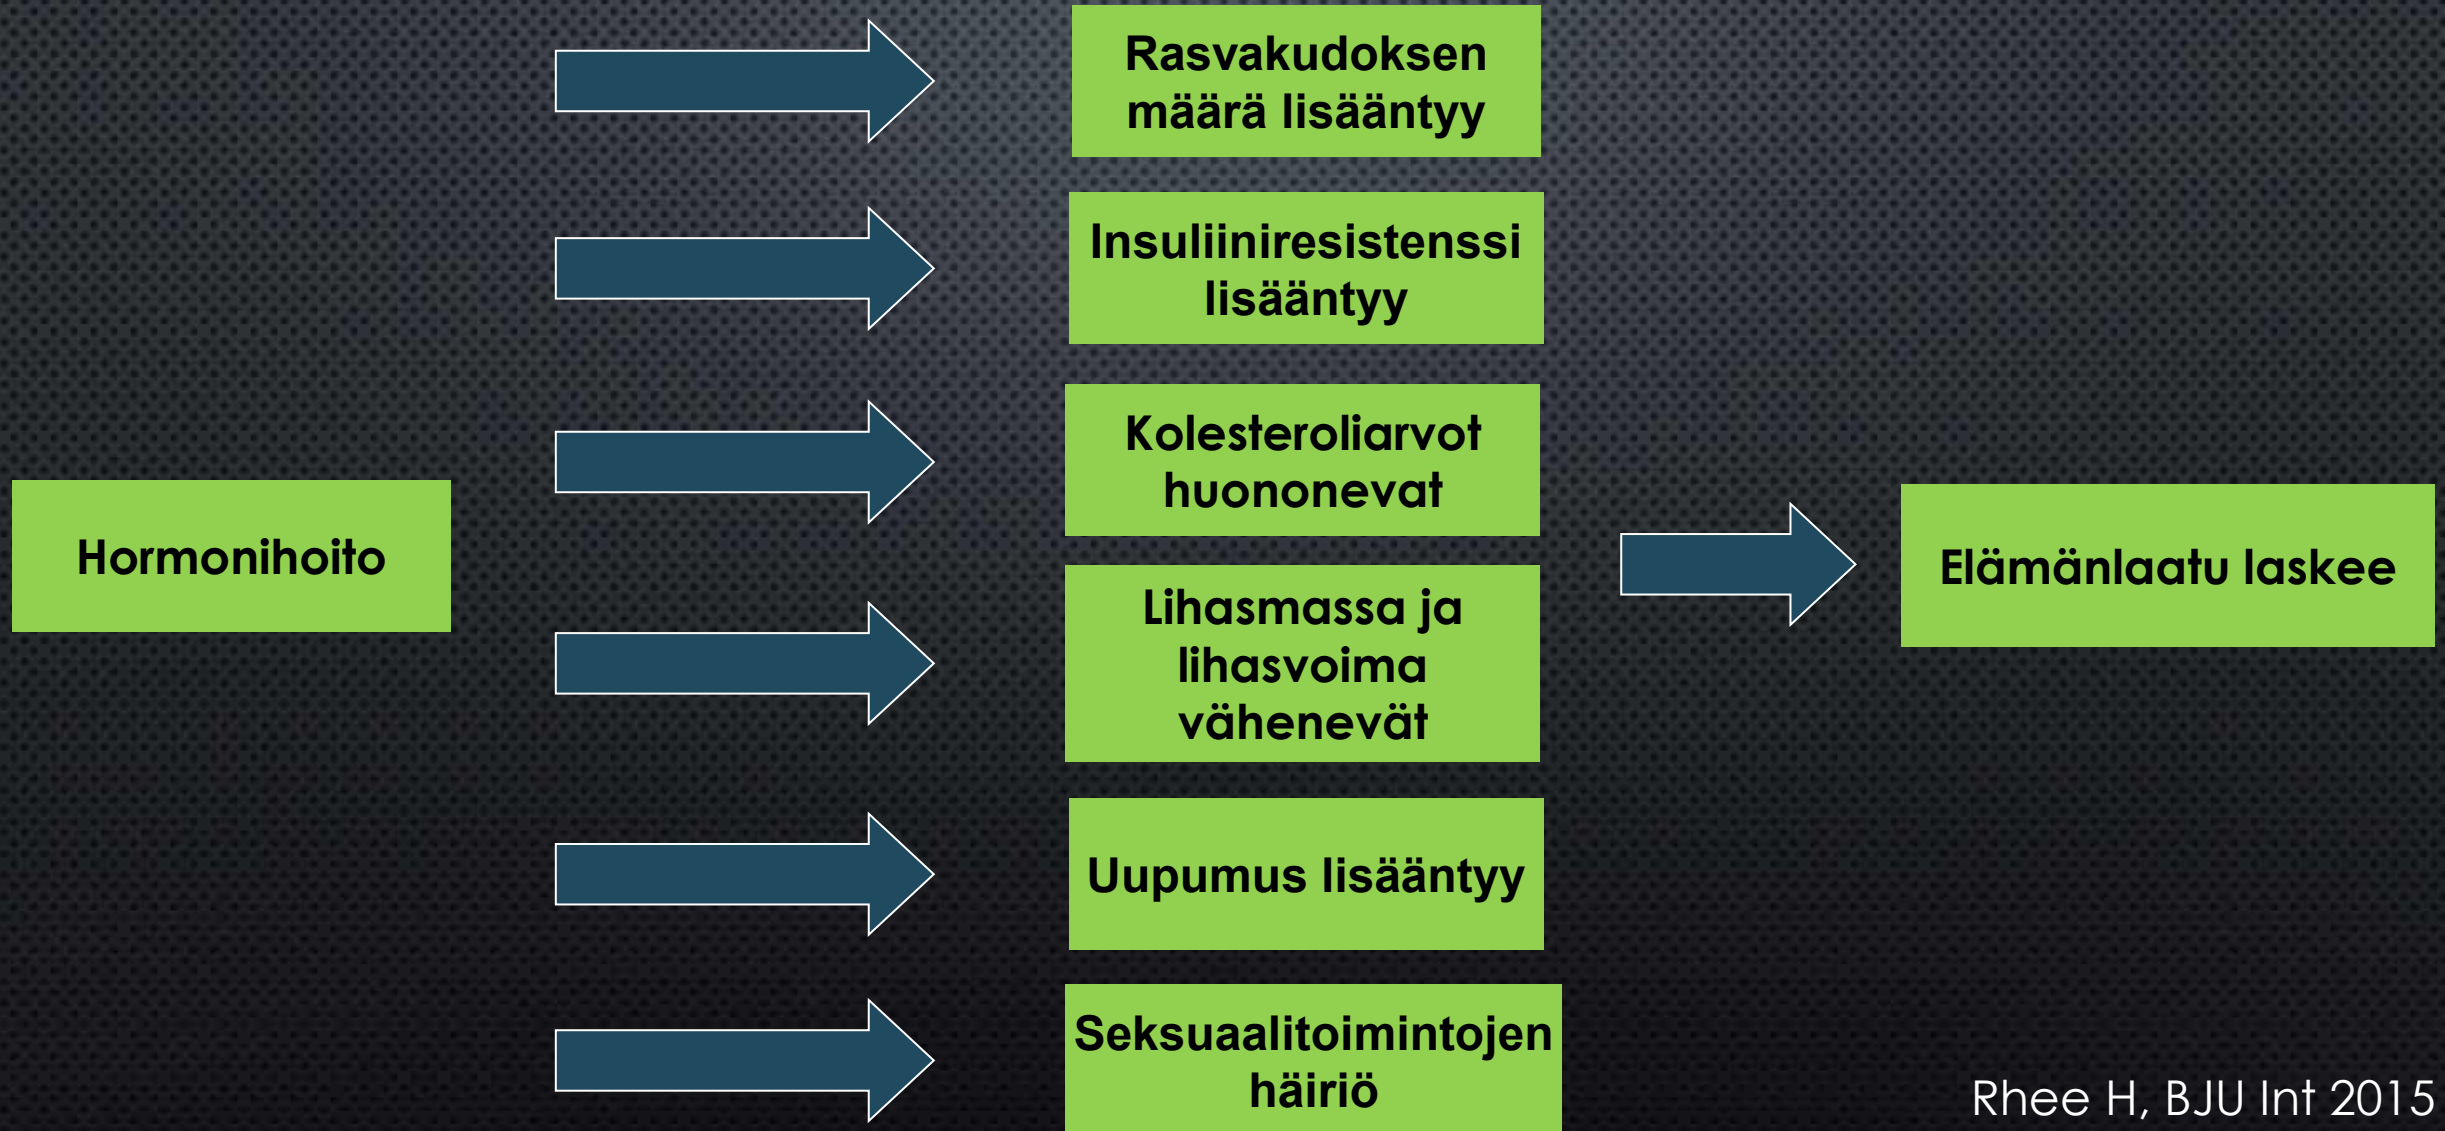 Hormonihoito
Rasvakudoksen
määrä lisääntyy
Insuliiniresistenssi
lisääntyy
Kolesteroliarvot
huononevat
Lihasmassa ja
lihasvoima
vähenevät
Uupumus lisääntyy
Seksuaalitoimintojen
häiriö
Elämänlaatu laskee
Rhee H, BJU Int 2015